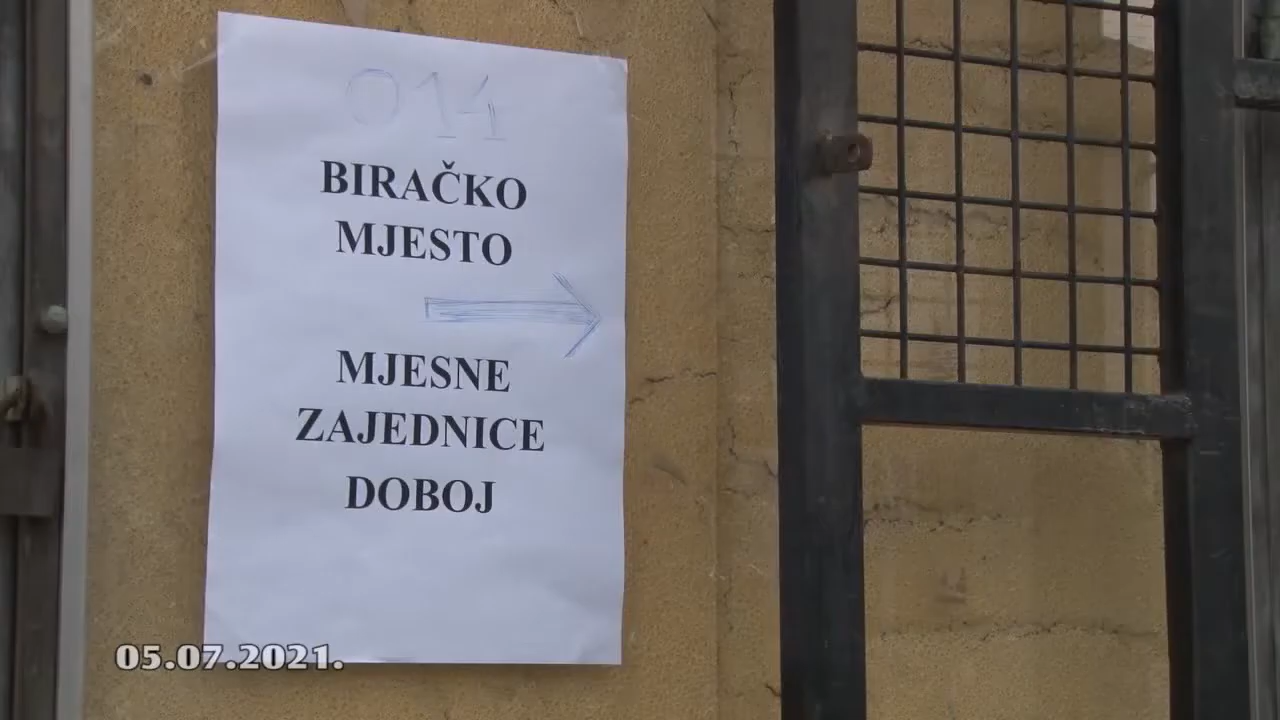 014
BIRAČKO
MJESTO
MJESNE
ZAJEDNICE
DOBOJ
05.07.2021.